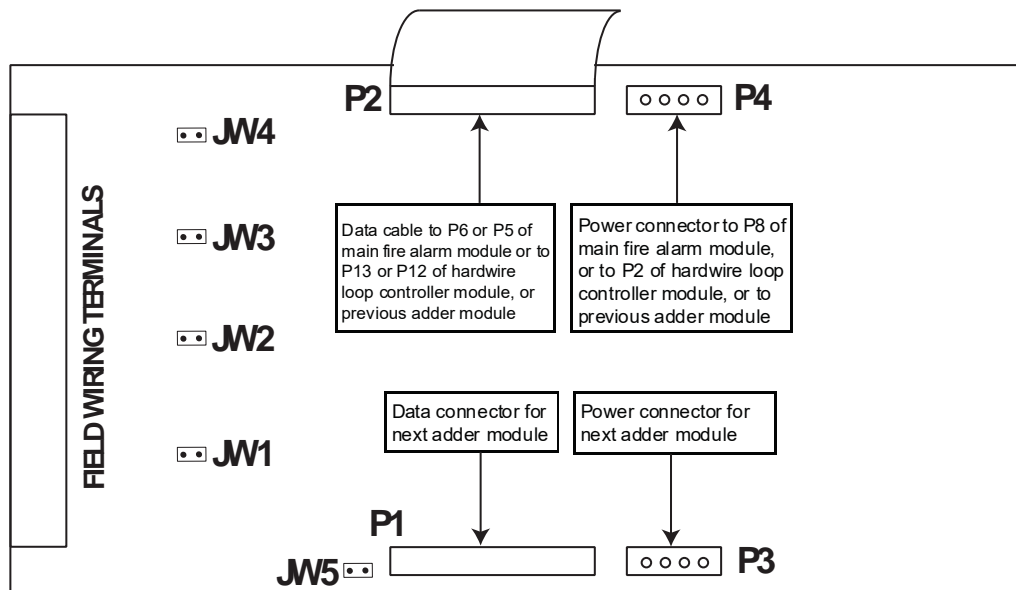 P2
P4
JW4
FIELD WIRING TERMINALS
JW3
Data cable to P6 or P5 of
main fire alarm module or to
P13 or P12 of hardwire
loop controller module, or
previous adder module
Power connector to P8 of
main fire alarm module,
or to P2 of hardwire loop
controller module, or to
previous adder module
JW2
Data connector for
next adder module
Power connector for
next adder module
JW1
P1
JW5
P3